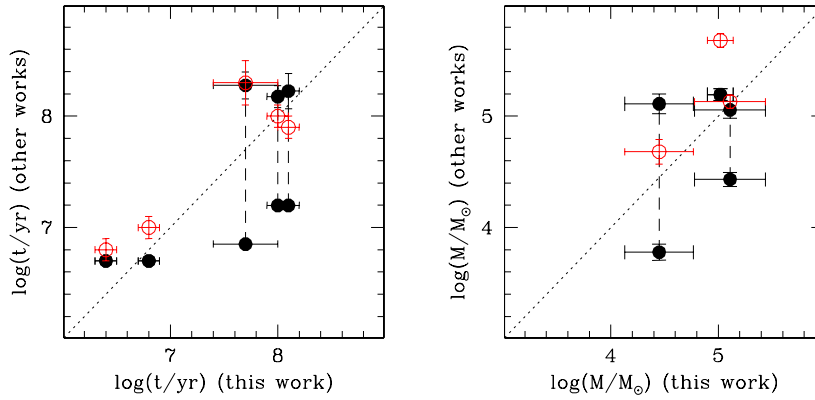 log(t/yr) (other works)
8
7
7
8
log(t/yr) (this work)
log(M/M☉) (other works)
5
4
4
5
log(M/M☉) (this work)